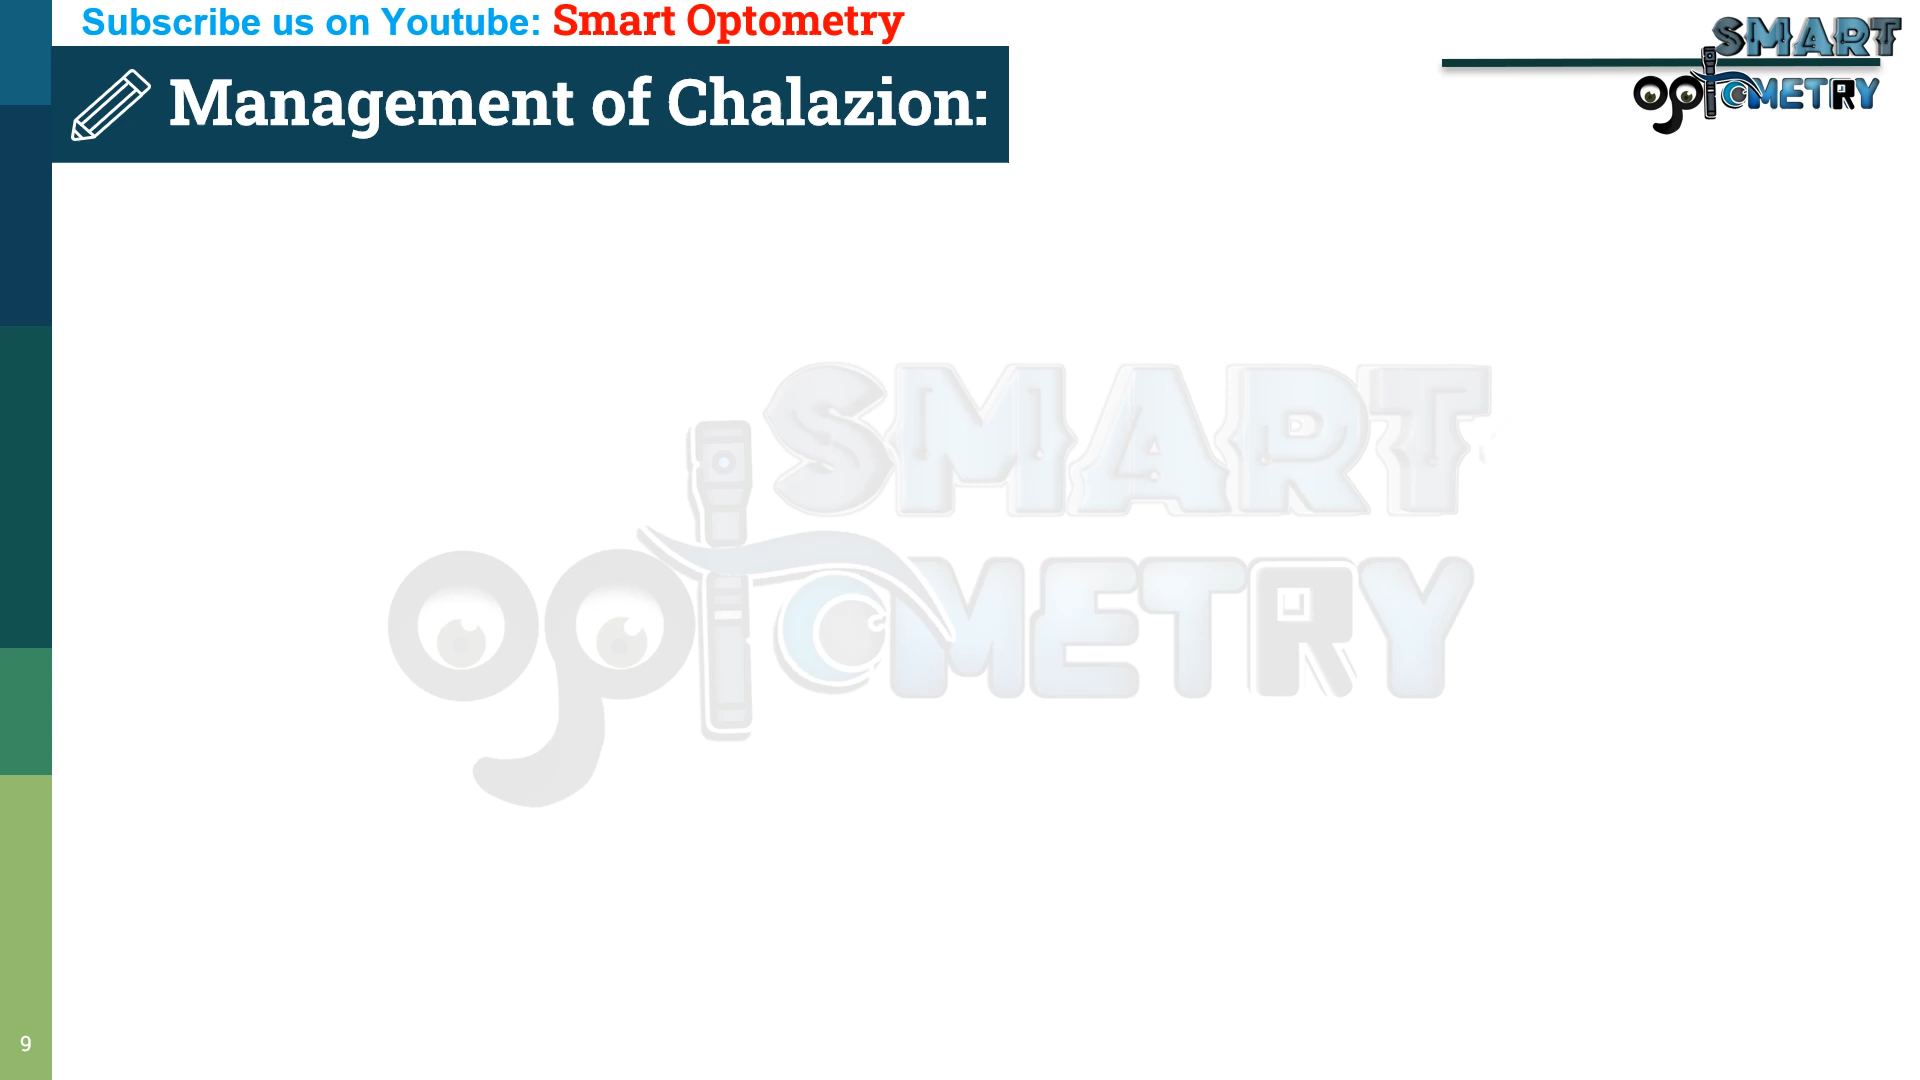 Subscribe us on Youtube: Smart Optometry
SMART
OPTOMETRY
Management of Chalazion:
SMART
OPTOMETRY
9